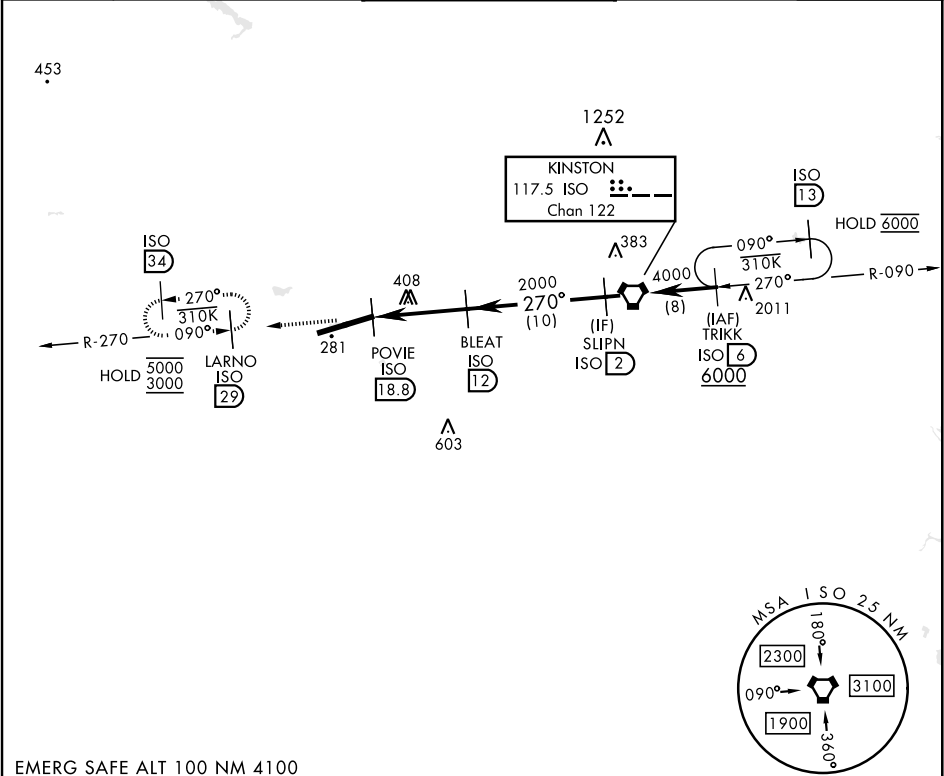 453
1252
KINSTON
117.5 ISO
Chan 122
ISO
13
HOLD 6000
383
090°
310K
270°
R-090
4000
(8)
2011
(IAF)
TRIKK
ISO 6
6000
ISO
34
270°
310K
090°
R-270
HOLD 5000
3000
LARNO
ISO
29
281
408
POVIE
ISO
18.8
BLEAT
ISO
12
2000
270°
(10)
(IF)
SLIPN
ISO 2
603
MSA ISO 25 NM
180°
2300
090°
3100
1900
360°
EMERG SAFE ALT 100 NM 4100